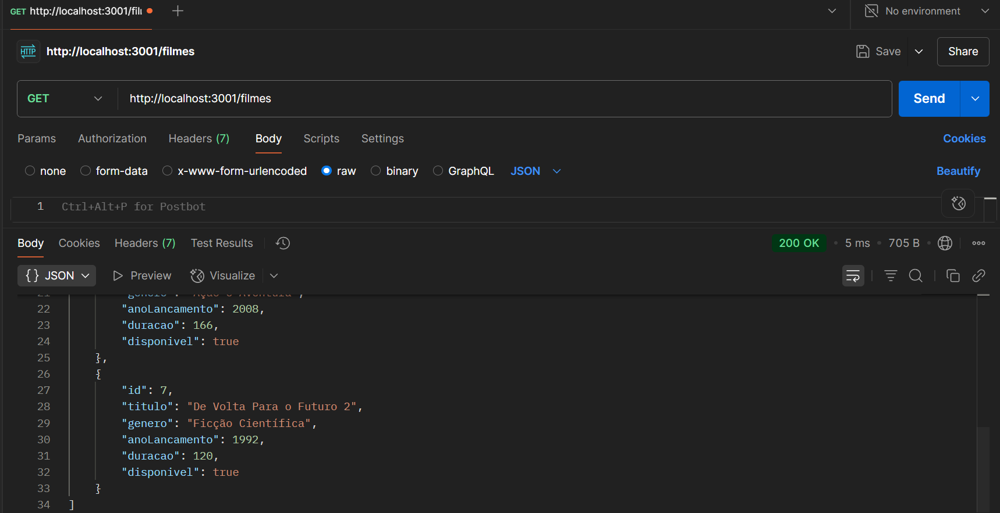 GET http://localhost:3001/fil
No environment
HTTP http://localhost:3001/filmes
Save
Share
GET http://localhost:3001/filmes
Send
Params Authorization Headers (7) Body Scripts Settings
Cookies
none form-data x-www-form-urlencoded raw binary GraphQL JSON
Beautify
1 Ctrl+Alt+P for Postbot
Body Cookies Headers (7) Test Results
200 OK • 5 ms • 705 B •
{} JSON Preview Visualize
21 "genero": "Ação e Aventura",
22 "anoLancamento": 2008,
23 "duracao": 166,
24 "disponivel": true
25 },
26 {
27 "id": 7,
28 "titulo": "De Volta Para o Futuro 2",
29 "genero": "Ficção Científica",
30 "anoLancamento": 1992,
31 "duracao": 120,
32 "disponivel": true
33 }
34 ]